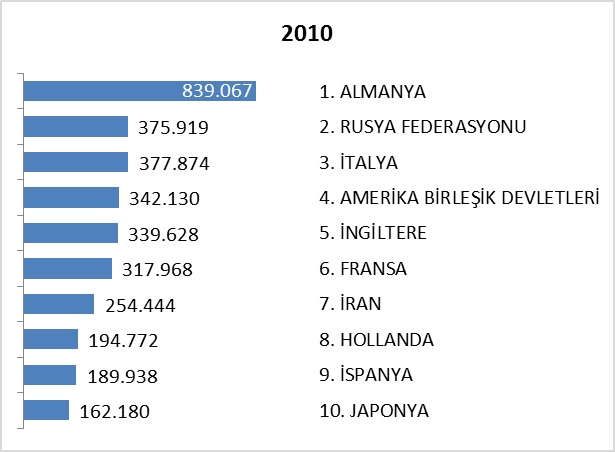 2010
839.067 1. ALMANYA
375.919 2. RUSYA FEDERASYONU
377.874 3. İTALYA
342.130 4. AMERİKA BİRLEŞİK DEVLETLERİ
339.628 5. İNGİLTERE
317.968 6. FRANSA
254.444 7. İRAN
194.772 8. HOLLANDA
189.938 9. İSPANYA
162.180 10. JAPONYA